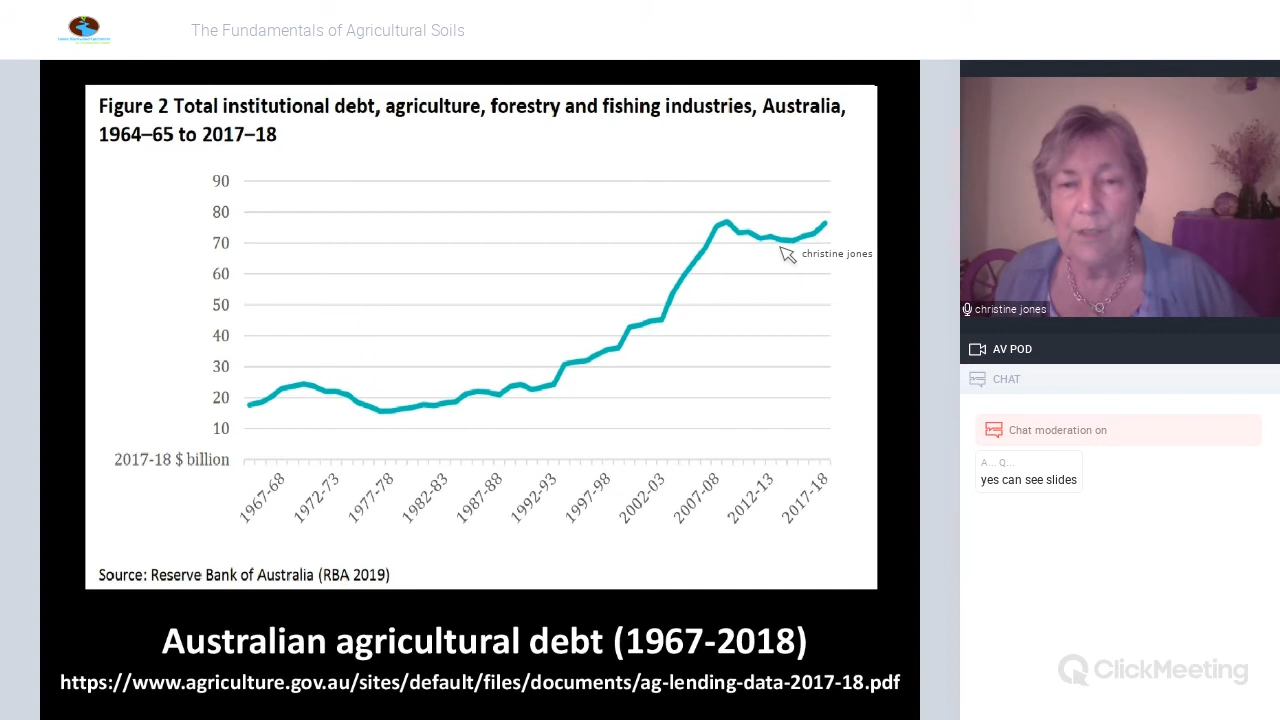 The Fundamentals of Agricultural Soils
Figure 2 Total institutional debt, agriculture, forestry and fishing industries, Australia,
1964–65 to 2017–18
90
80
70
60
50
40
30
20
10
2017-18 $ billion
1967-68
1972-73
1977-78
1982-83
1987-88
1992-93
1997-98
2002-03
2007-08
2012-13
2017-18
christine jones
Source: Reserve Bank of Australia (RBA 2019)
Australian agricultural debt (1967-2018)
https://www.agriculture.gov.au/sites/default/files/documents/ag-lending-data-2017-18.pdf
christine jones
AV POD
CHAT
Chat moderation on
A... Q...
yes can see slides
ClickMeeting